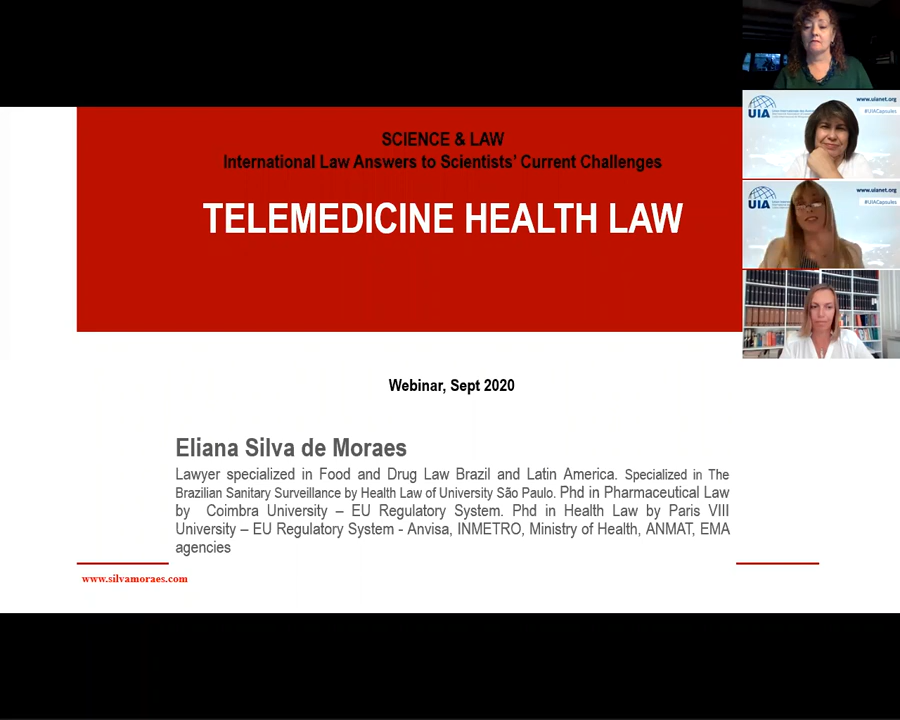 SCIENCE & LAW
International Law Answers to Scientists' Current Challenges
TELEMEDICINE HEALTH LAW
Webinar, Sept 2020
Eliana Silva de Moraes
Lawyer specialized in Food and Drug Law Brazil and Latin America. Specialized in The
Brazilian Sanitary Surveillance by Health Law of University São Paulo. Phd in Pharmaceutical Law
by Coimbra University – EU Regulatory System. Phd in Health Law by Paris VIII
University – EU Regulatory System - Anvisa, INMETRO, Ministry of Health, ANMAT, EMA
agencies
www.silvamoraes.com
UIA
www.uianet.org
#UIACapsules
UIA
www.uianet.org
#UIACapsules